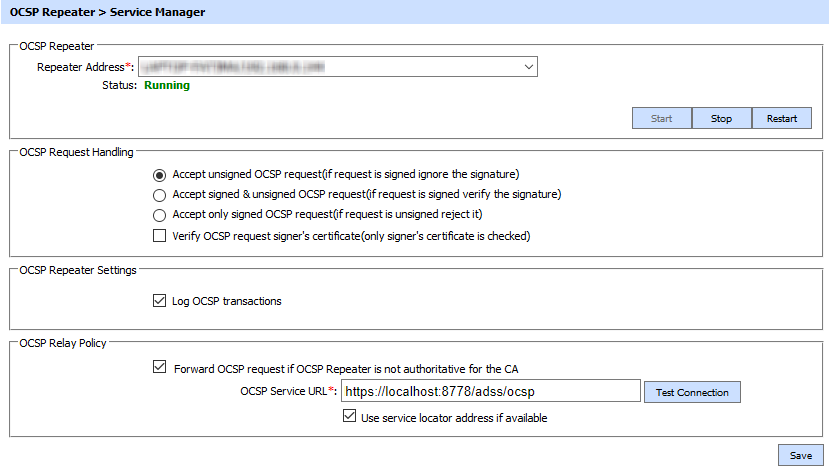 OCSP Repeater > Service Manager
OCSP Repeater
Repeater Address*:
Status: Running
Start Stop Restart
OCSP Request Handling
Accept unsigned OCSP request(if request is signed ignore the signature)
Accept signed & unsigned OCSP request(if request is signed verify the signature)
Accept only signed OCSP request(if request is unsigned reject it)
Verify OCSP request signer's certificate(only signer's certificate is checked)
OCSP Repeater Settings
Log OCSP transactions
OCSP Relay Policy
Forward OCSP request if OCSP Repeater is not authoritative for the CA
OCSP Service URL*: https://localhost:8778/adss/ocsp Test Connection
Use service locator address if available
Save